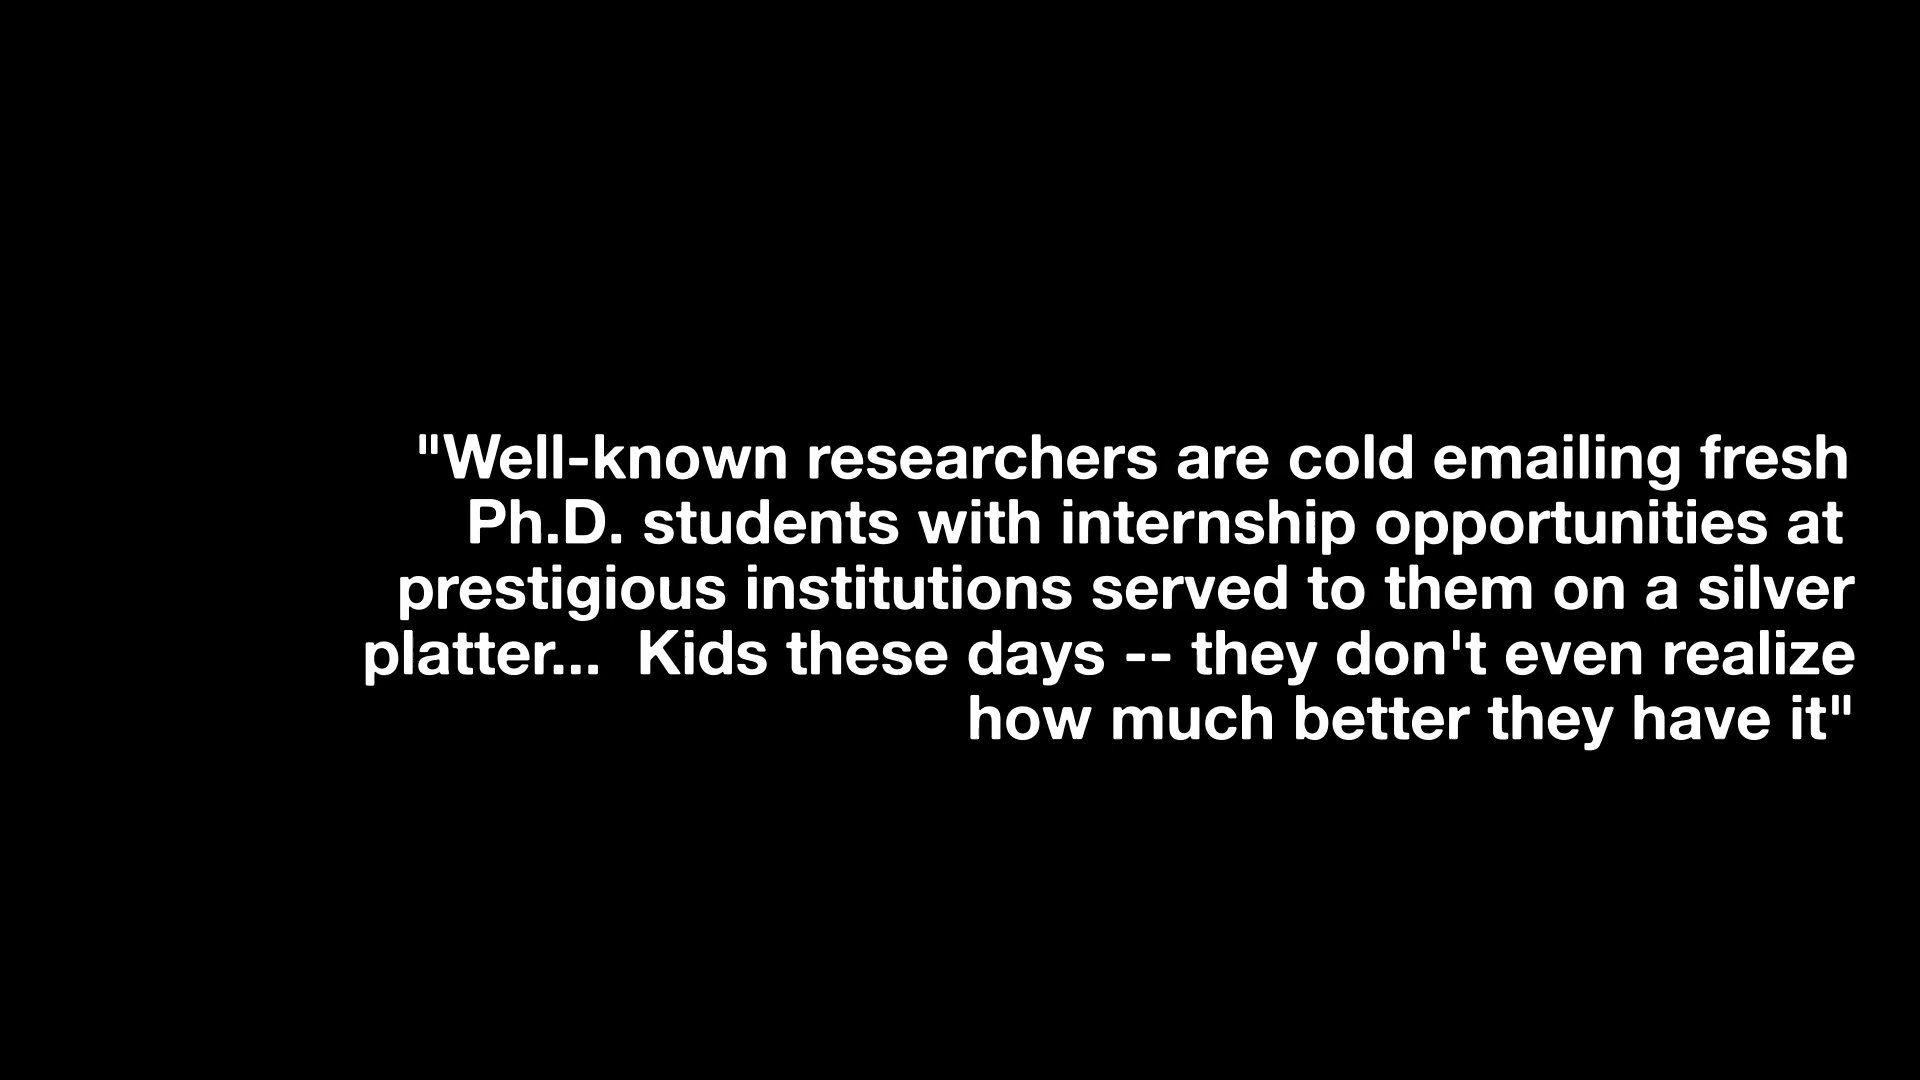 "Well-known researchers are cold emailing fresh
Ph.D. students with internship opportunities at
prestigious institutions served to them on a silver
platter...  Kids these days -- they don't even realize
how much better they have it"